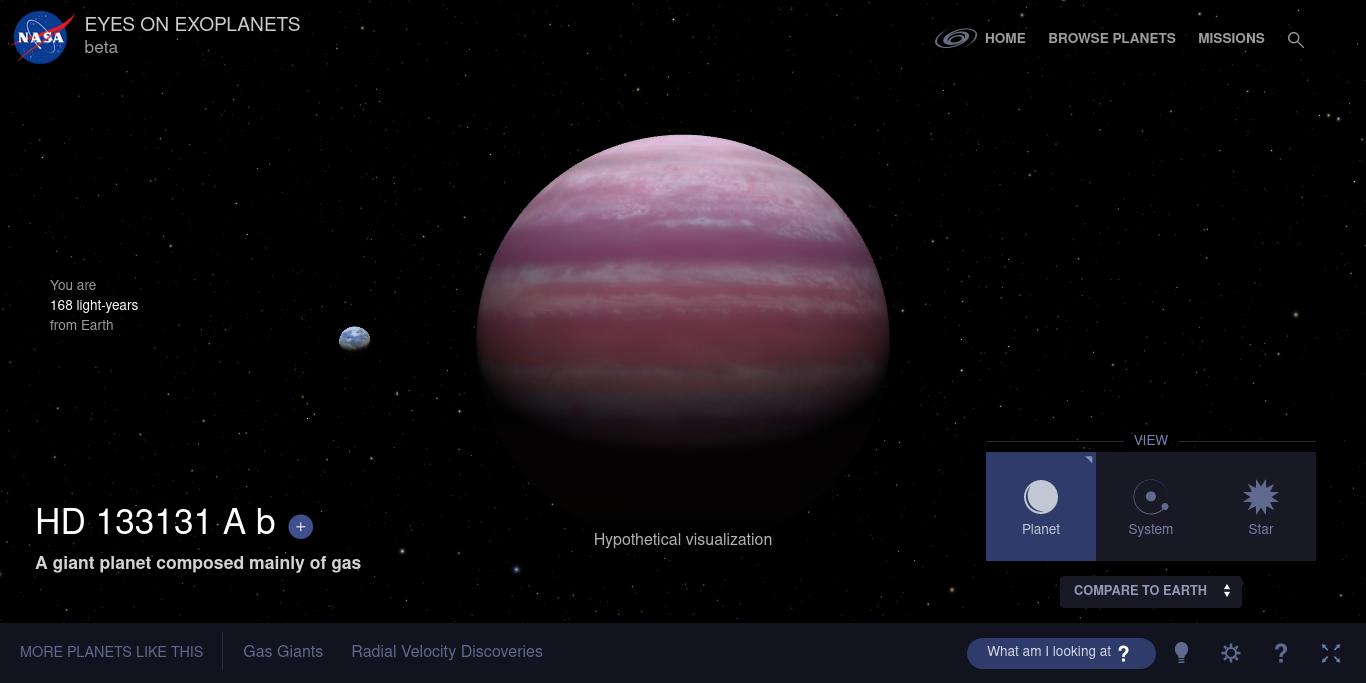 NASA
EYES ON EXOPLANETS
beta
HOME
BROWSE PLANETS
MISSIONS
You are
168 light-years
from Earth
VIEW
Planet
System
Star
HD 133131 A b +
A giant planet composed mainly of gas
Hypothetical visualization
COMPARE TO EARTH
MORE PLANETS LIKE THIS
Gas Giants
Radial Velocity Discoveries
What am I looking at ?
?